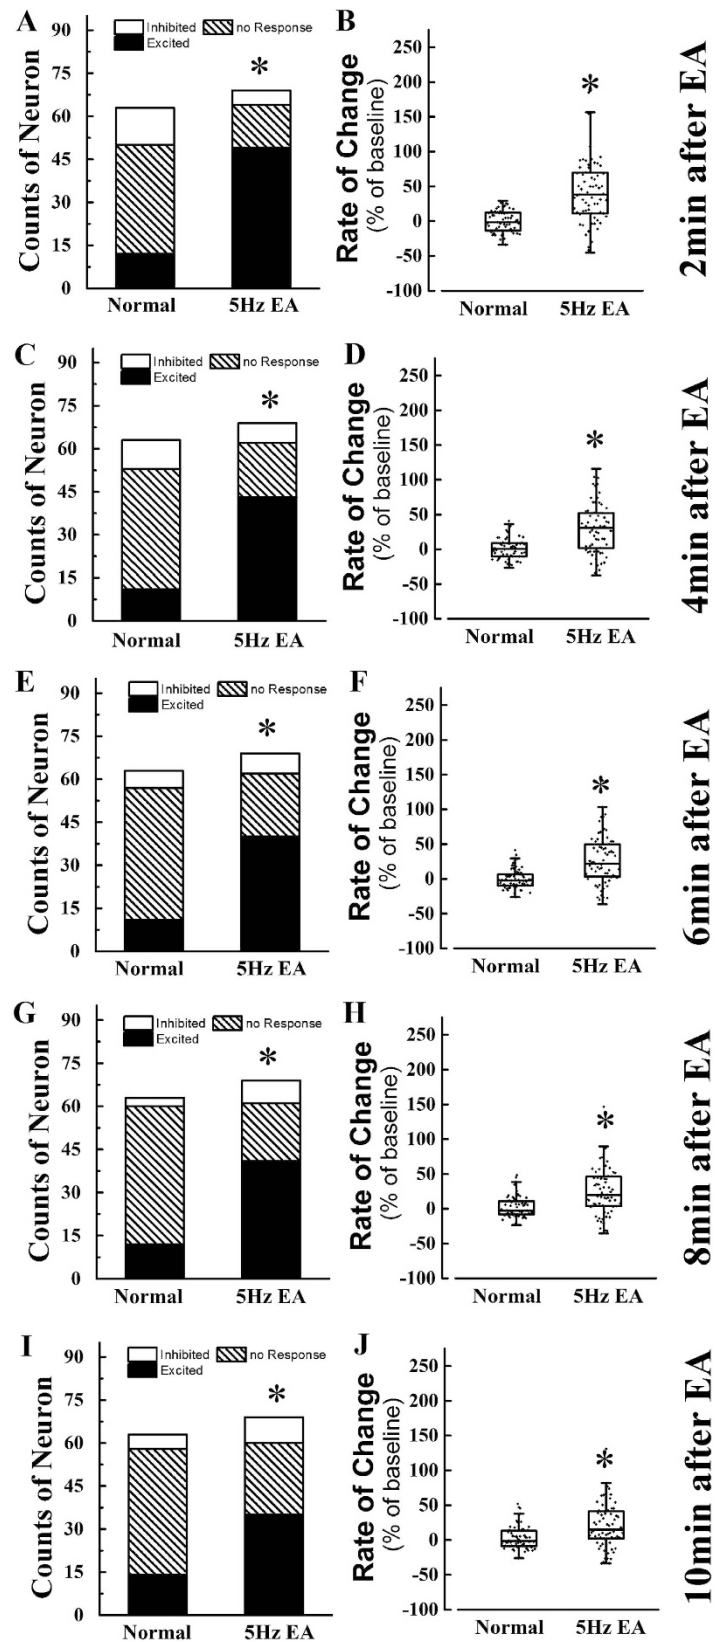 A
Inhibited no Response
Excited
90
75
60
45
30
15
0
Counts of Neuron
*
Normal 5Hz EA
B
250
200
150
100
50
0
-50
-100
Rate of Change
(% of baseline)
*
Normal 5Hz EA
2min after EA
C
Inhibited no Response
Excited
90
75
60
45
30
15
0
Counts of Neuron
*
Normal 5Hz EA
D
250
200
150
100
50
0
-50
-100
Rate of Change
(% of baseline)
*
Normal 5Hz EA
4min after EA
E
Inhibited no Response
Excited
90
75
60
45
30
15
0
Counts of Neuron
*
Normal 5Hz EA
F
250
200
150
100
50
0
-50
-100
Rate of Change
(% of baseline)
*
Normal 5Hz EA
6min after EA
G
Inhibited no Response
Excited
90
75
60
45
30
15
0
Counts of Neuron
*
Normal 5Hz EA
H
250
200
150
100
50
0
-50
-100
Rate of Change
(% of baseline)
*
Normal 5Hz EA
8min after EA
I
Inhibited no Response
Excited
90
75
60
45
30
15
0
Counts of Neuron
*
Normal 5Hz EA
J
250
200
150
100
50
0
-50
-100
Rate of Change
(% of baseline)
*
Normal 5Hz EA
10min after EA